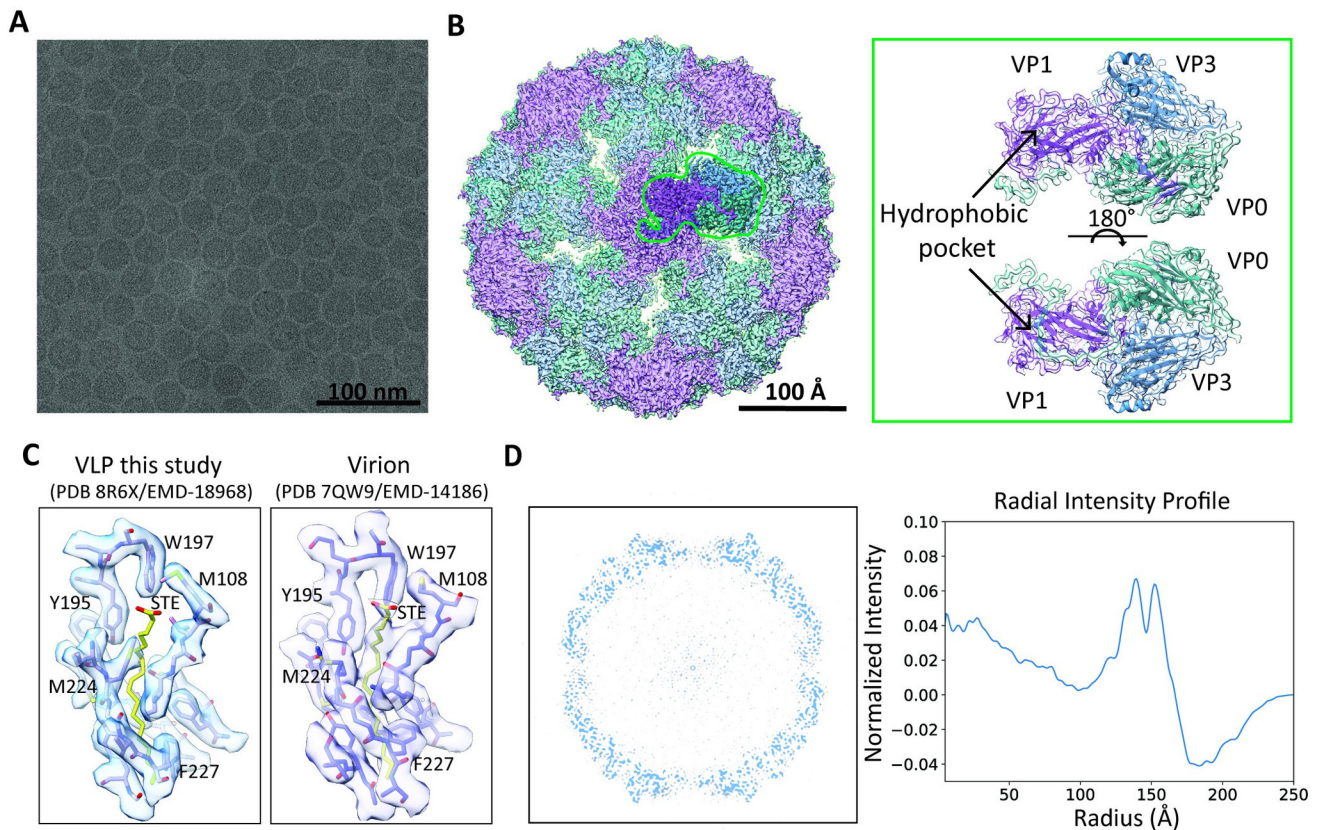 A
100 nm
B
100 Å
VP1
VP3
Hydrophobic
pocket
180°
VP0
VP0
VP1
VP3
C
VLP this study
(PDB 8R6X/EMD-18968)
W197
M108
Y195
STE
M224
F227
Virion
(PDB 7QW9/EMD-14186)
W197
M108
Y195
STE
M224
F227
D
Radial Intensity Profile
Normalized Intensity
0.10
0.08
0.06
0.04
0.02
0.00
−0.02
−0.04
50
100
150
200
250
Radius (Å)